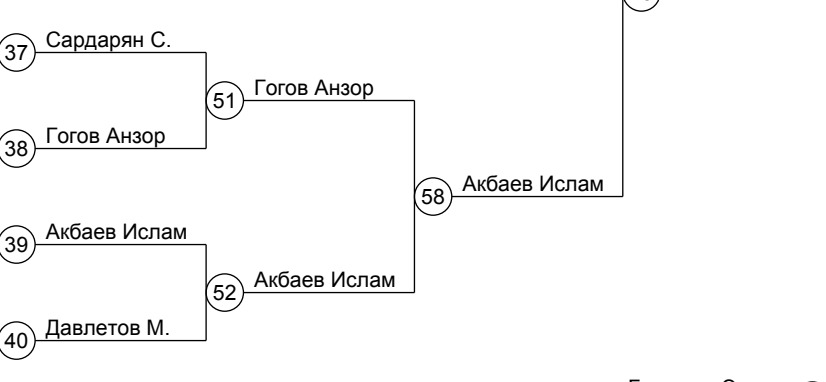 37 Сардарян С.
51 Гогов Анзор
38 Гогов Анзор
58 Акбаев Ислам
39 Акбаев Ислам
52 Акбаев Ислам
40 Давлетов М.